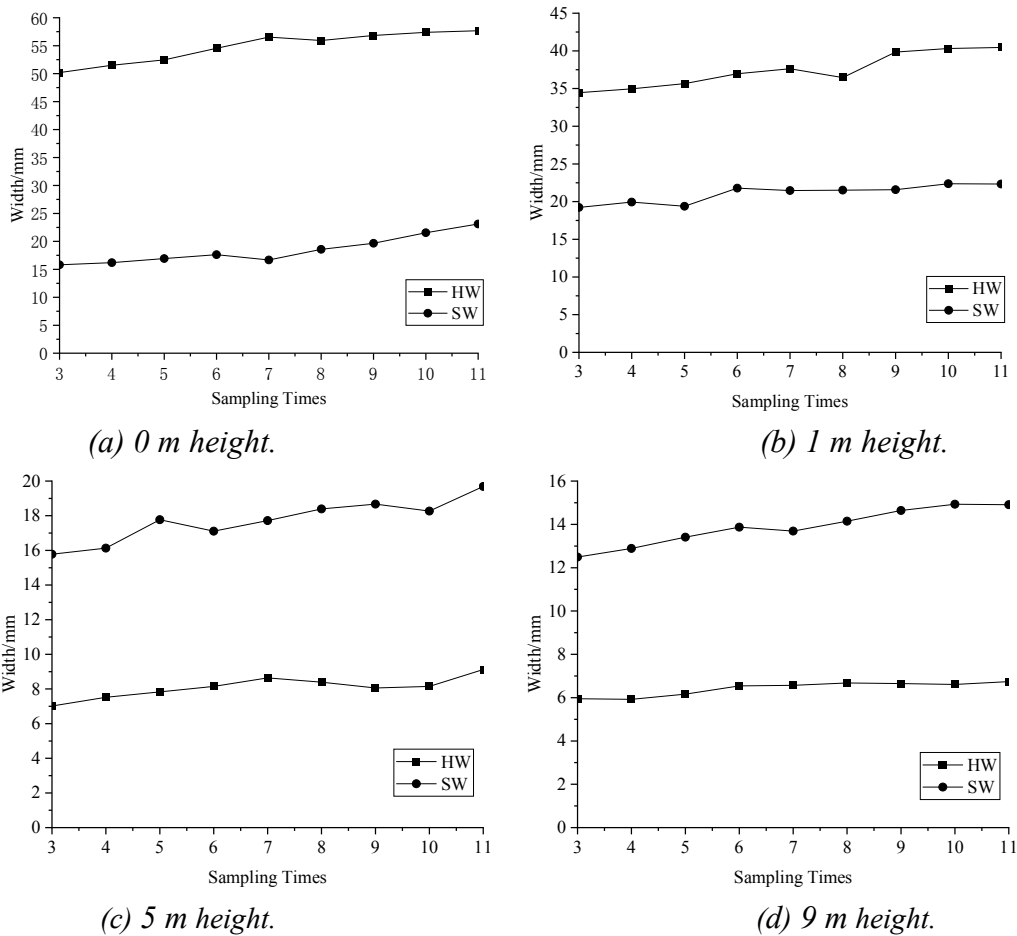 60
55
50
45
40
35
30
25
20
15
10
5
0
Width/mm
HW
SW
3 4 5 6 7 8 9 10 11
Sampling Times
(a) 0 m height.
45
40
35
30
25
20
15
10
5
0
Width/mm
HW
SW
3 4 5 6 7 8 9 10 11
Sampling Times
(b) 1 m height.
20
18
16
14
12
10
8
6
4
2
0
Width/mm
HW
SW
3 4 5 6 7 8 9 10 11
Sampling Times
(c) 5 m height.
16
14
12
10
8
6
4
2
0
Width/mm
HW
SW
3 4 5 6 7 8 9 10 11
Sampling Times
(d) 9 m height.